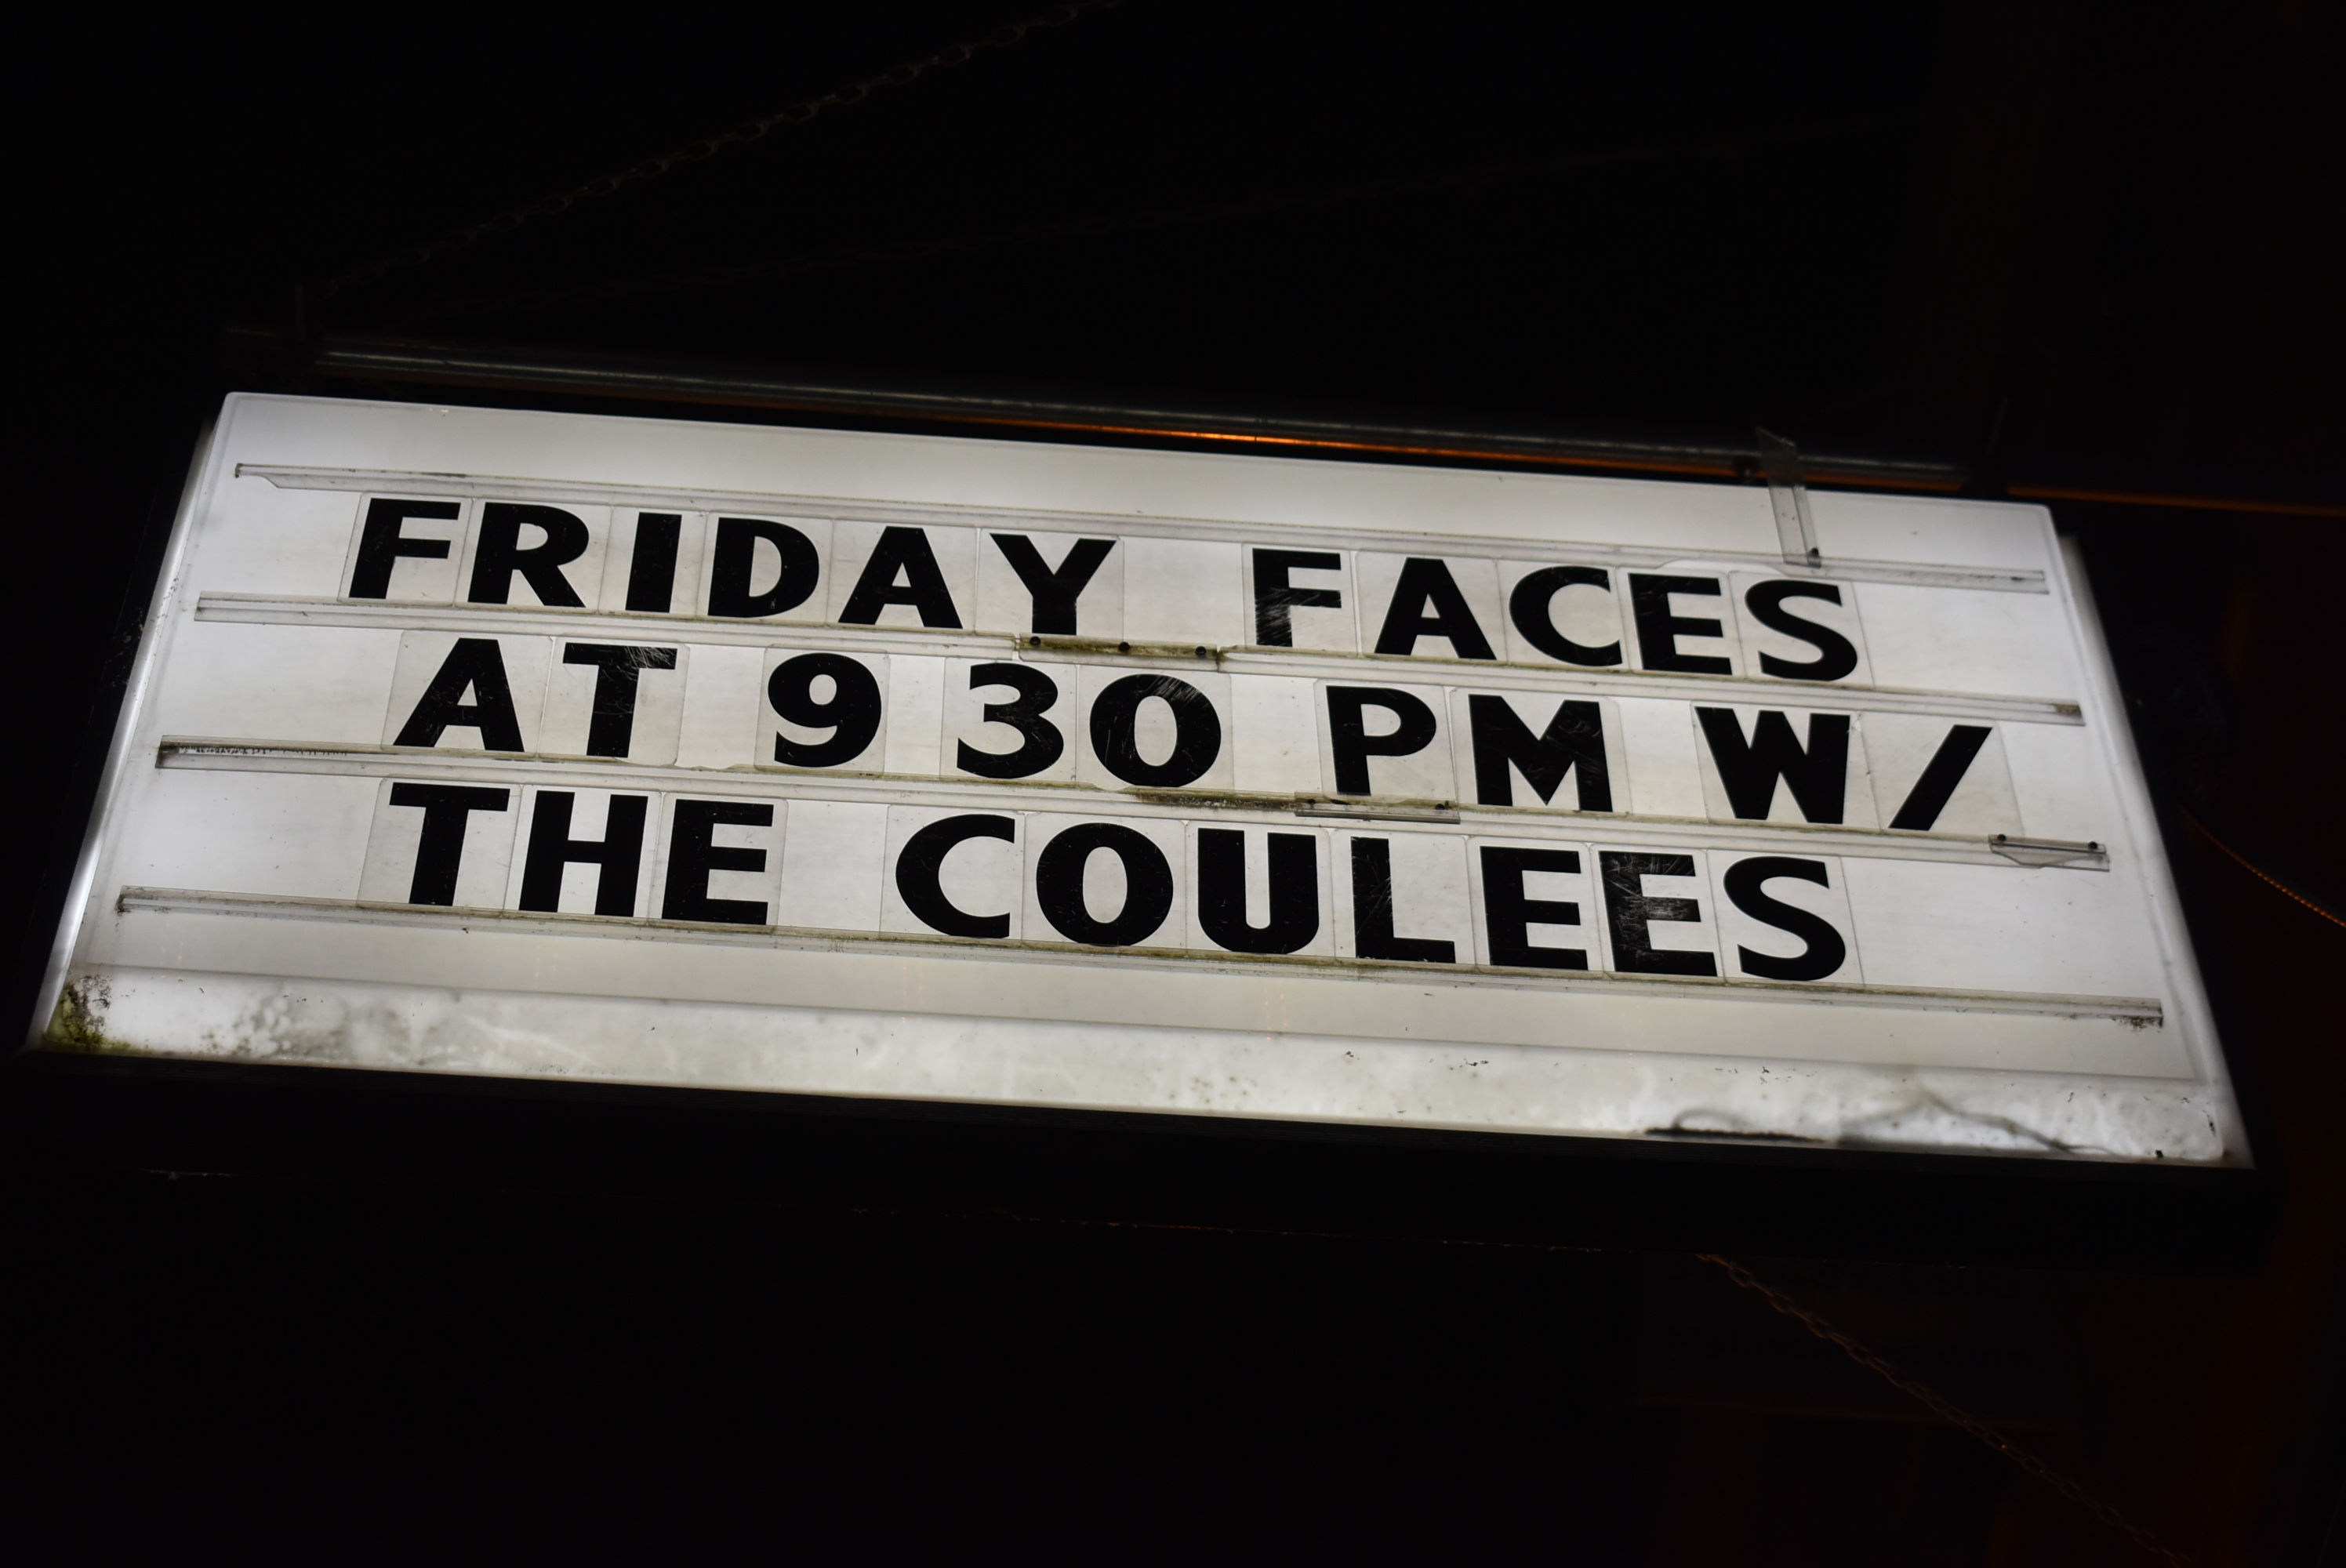 FRIDAY FACES
AT 9 30 PM W/
THE COULEES